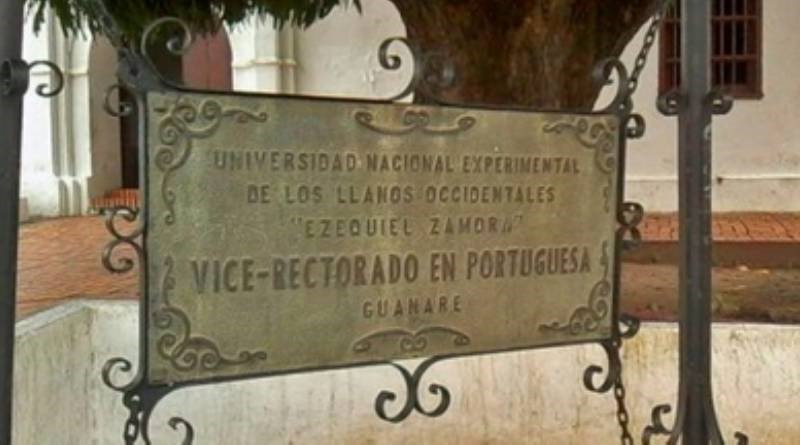 UNIVERSIDAD NACIONAL EXPERIMENTAL
DE LOS LLANOS OCCIDENTALES
"EZEQUIEL ZAMORA"
VICE-RECTORADO EN PORTUGUESA
GUANARE